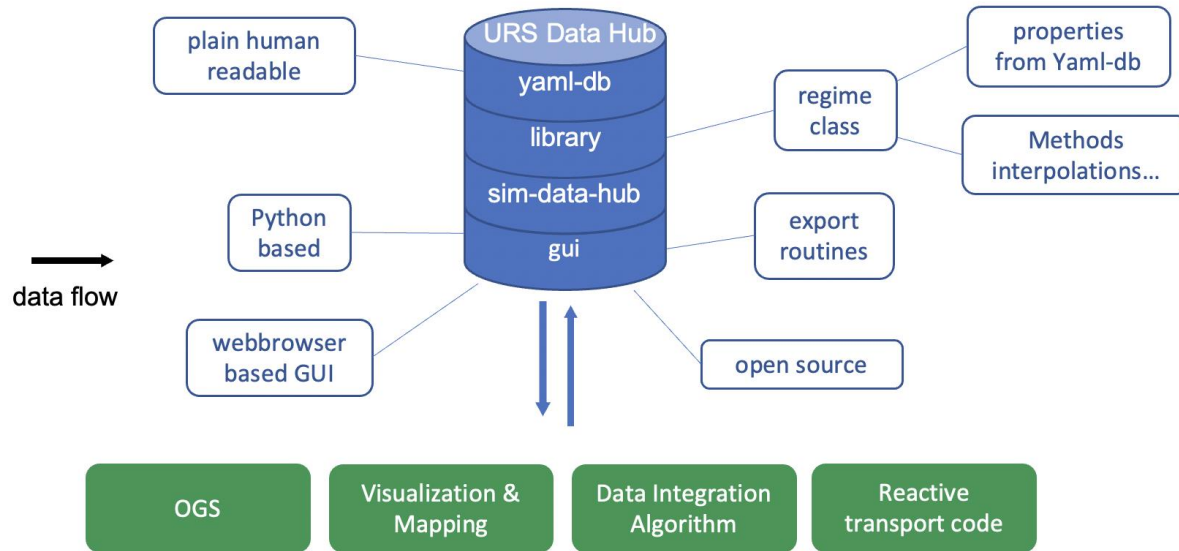 URS Data Hub
plain human
readable
yaml-db
library
sim-data-hub
gui
regime
class
properties
from Yaml-db
Methods
interpolations…
Python
based
export
routines
data flow
webbrowser
based GUI
open source
OGS
Visualization &
Mapping
Data Integration
Algorithm
Reactive
transport code